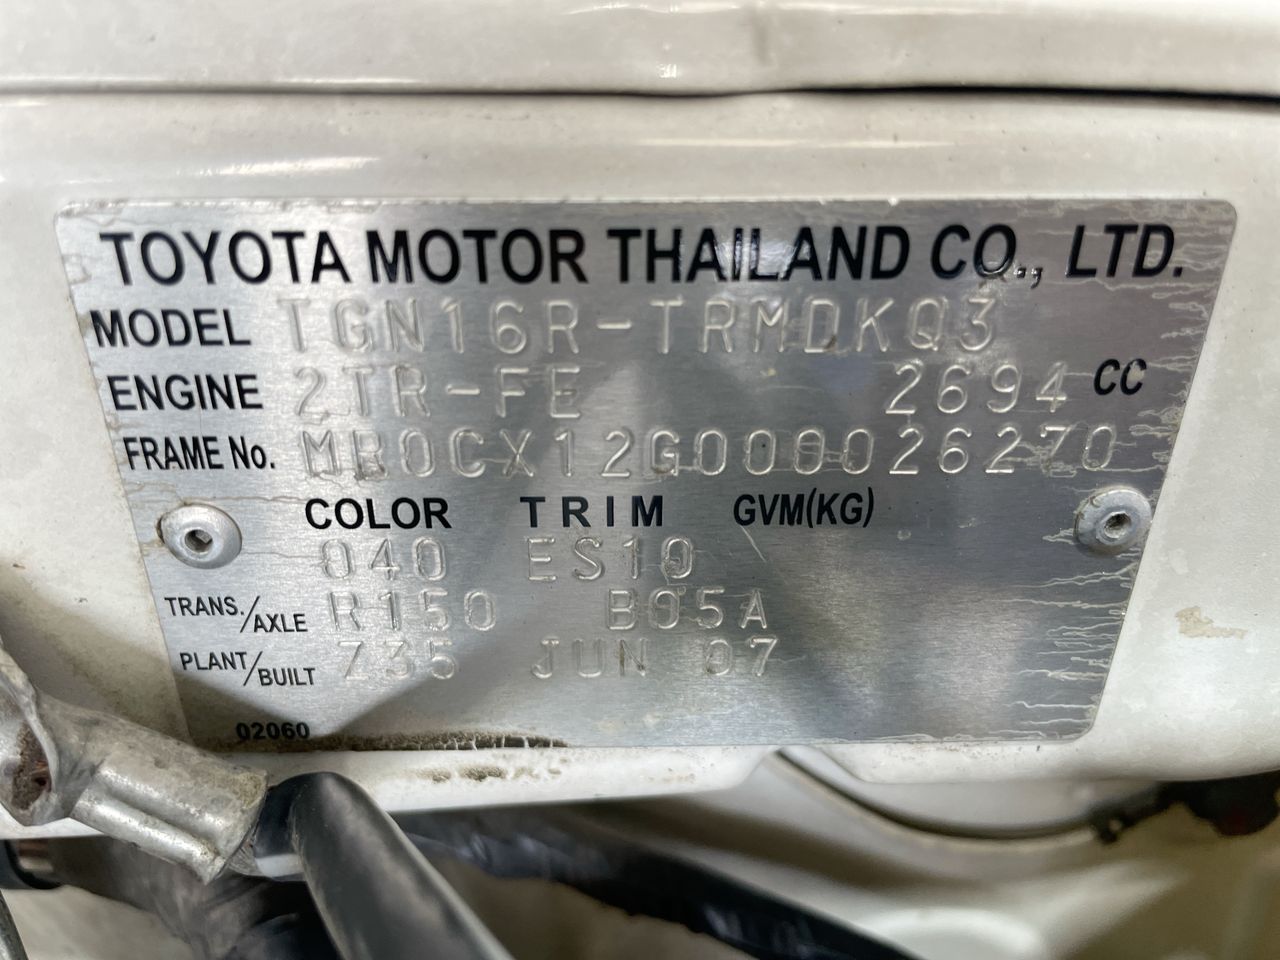 TOYOTA MOTOR THAILAND CO., LTD.
MODEL TGN16R-TRMDKQ3
ENGINE 2TR-FE 2694 CC
FRAME No. MR0CX12G000026270
COLOR TRIM GVM(KG)
040 ES10
TRANS./AXLE R150 B05A
PLANT/BUILT Z35 JUN 07
02060